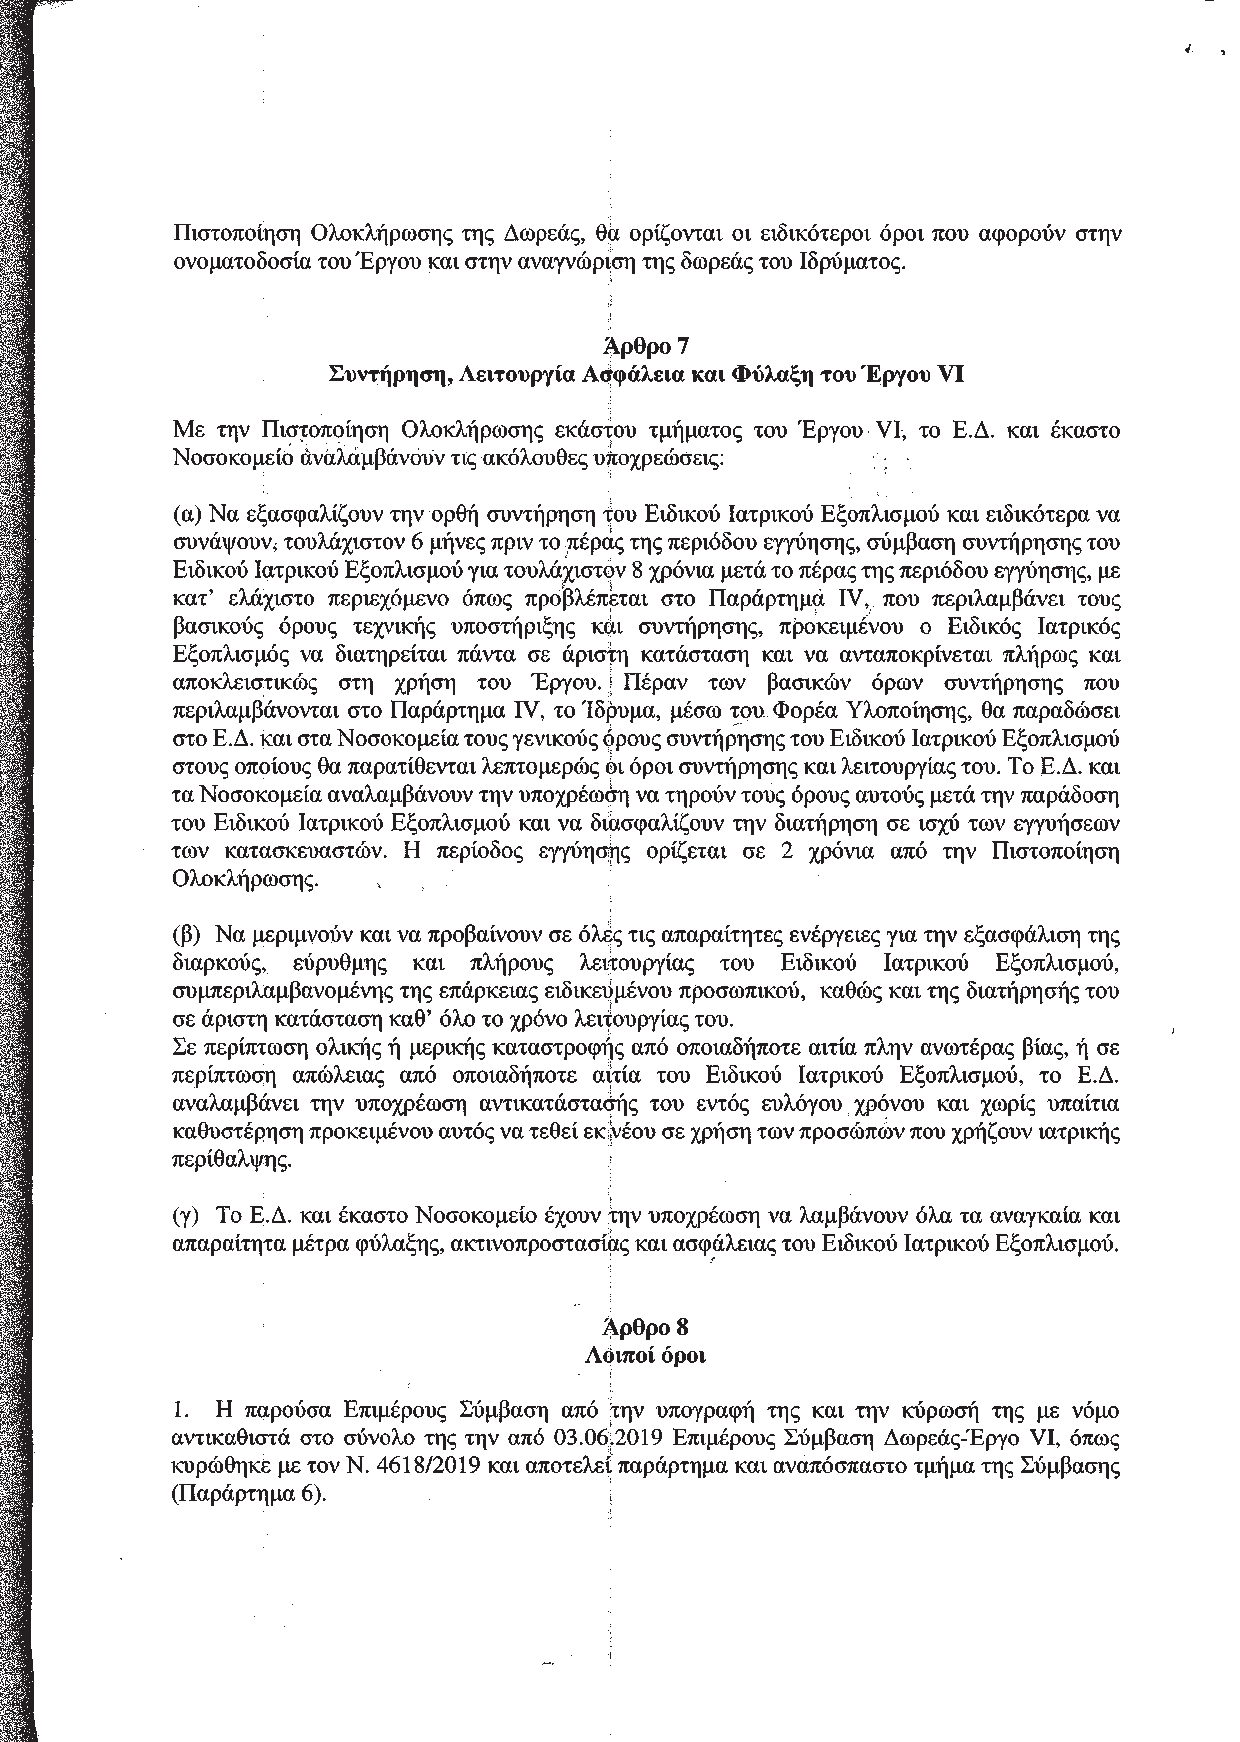 Πιστοποίηση Ολοκλήρωσης της Δωρεάς, θα ορίζονται οι ειδικότεροι όροι που αφορούν στην
ονοματοδοσία του Έργου και στην αναγνώριση της δωρεάς του Ιδρύματος.
Άρθρο 7
Συντήρηση, Λειτουργία Ασφάλεια και Φύλαξη του Έργου VI
Με την Πιστοποίηση Ολοκλήρωσης εκάστου τμήματος του Έργου VI, το Ε.Δ. και έκαστο
Νοσοκομείο αναλαμβάνουν τις ακόλουθες υποχρεώσεις:
(α) Να εξασφαλίζουν την ορθή συντήρηση του Ειδικού Ιατρικού Εξοπλισμού και ειδικότερα να
συνάψουν, τουλάχιστον 6 μήνες πριν το πέρας της περιόδου εγγύησης, σύμβαση συντήρησης του
Ειδικού Ιατρικού Εξοπλισμού για τουλάχιστον 8 χρόνια μετά το πέρας της περιόδου εγγύησης, με
κατ’ ελάχιστο περιεχόμενο όπως προβλέπεται στο Παράρτημα IV, που περιλαμβάνει τους
βασικούς όρους τεχνικής υποστήριξης και συντήρησης, προκειμένου ο Ειδικός Ιατρικός
Εξοπλισμός να διατηρείται πάντα σε άριστη κατάσταση και να ανταποκρίνεται πλήρως και
αποκλειστικώς στη χρήση του Έργου. Πέραν των βασικών όρων συντήρησης που
περιλαμβάνονται στο Παράρτημα IV, το Ίδρυμα, μέσω του Φορέα Υλοποίησης, θα παραδώσει
στο Ε.Δ. και στα Νοσοκομεία τους γενικούς όρους συντήρησης του Ειδικού Ιατρικού Εξοπλισμού
στους οποίους θα παρατίθενται λεπτομερώς οι όροι συντήρησης και λειτουργίας του. Το Ε.Δ. και
τα Νοσοκομεία αναλαμβάνουν την υποχρέωση να τηρούν τους όρους αυτούς μετά την παράδοση
του Ειδικού Ιατρικού Εξοπλισμού και να διασφαλίζουν την διατήρηση σε ισχύ των εγγυήσεων
των κατασκευαστών. Η περίοδος εγγύησης ορίζεται σε 2 χρόνια από την Πιστοποίηση
Ολοκλήρωσης.
(β) Να μεριμνούν και να προβαίνουν σε όλες τις απαραίτητες ενέργειες για την εξασφάλιση της
διαρκούς, εύρυθμης και πλήρους λειτουργίας του Ειδικού Ιατρικού Εξοπλισμού,
συμπεριλαμβανομένης της επάρκειας ειδικευμένου προσωπικού, καθώς και της διατήρησής του
σε άριστη κατάσταση καθ’ όλο το χρόνο λειτουργίας του.
Σε περίπτωση ολικής ή μερικής καταστροφής από οποιαδήποτε αιτία πλην ανωτέρας βίας, ή σε
περίπτωση απώλειας από οποιαδήποτε αιτία του Ειδικού Ιατρικού Εξοπλισμού, το Ε.Δ.
αναλαμβάνει την υποχρέωση αντικατάστασής του εντός ευλόγου χρόνου και χωρίς υπαίτια
καθυστέρηση προκειμένου αυτός να τεθεί εκ νέου σε χρήση των προσώπων που χρήζουν ιατρικής
περίθαλψης.
(γ) Το Ε.Δ. και έκαστο Νοσοκομείο έχουν την υποχρέωση να λαμβάνουν όλα τα αναγκαία και
απαραίτητα μέτρα φύλαξης, ακτινοπροστασίας και ασφάλειας του Ειδικού Ιατρικού Εξοπλισμού.
Άρθρο 8
Λοιποί όροι
1. Η παρούσα Επιμέρους Σύμβαση από την υπογραφή της και την κύρωσή της με νόμο
αντικαθιστά στο σύνολο της την από 03.06.2019 Επιμέρους Σύμβαση Δωρεάς-Έργο VI, όπως
κυρώθηκε με τον Ν. 4618/2019 και αποτελεί παράρτημα και αναπόσπαστο τμήμα της Σύμβασης
(Παράρτημα 6).